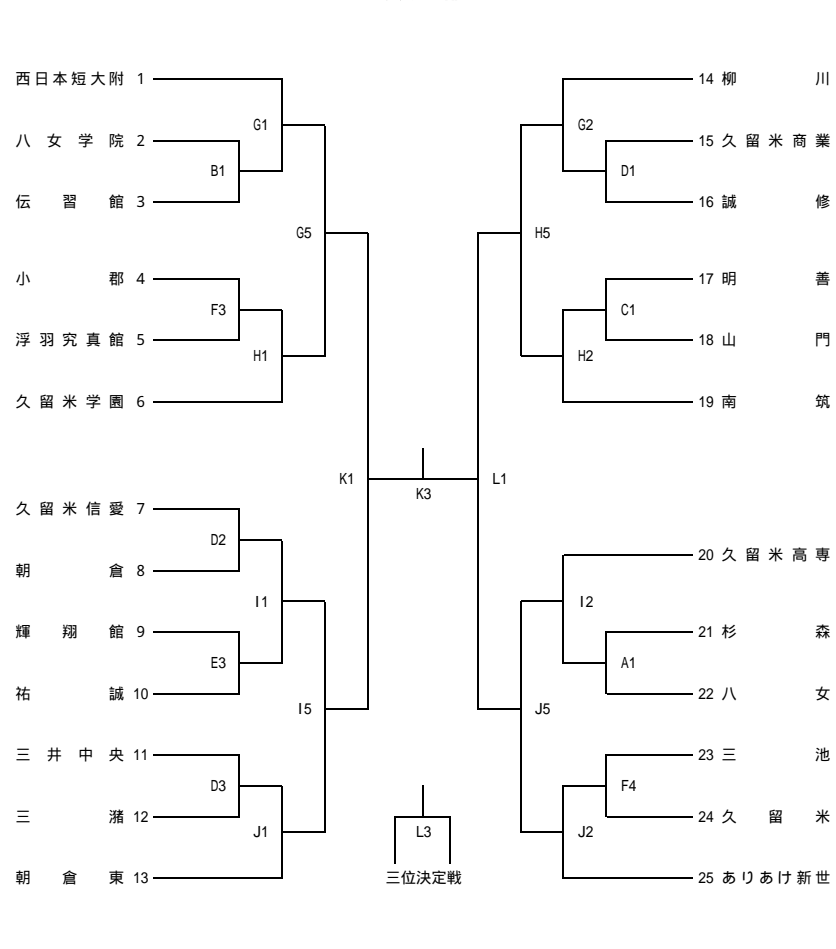 西日本短大附 1
G1
八女学院 2
B1
伝習館 3
G5
小郡 4
F3
浮羽究真館 5
H1
久留米学園 6
K1
久留米信愛 7
D2
朝倉 8
I1
輝翔館 9
E3
祐誠 10
I5
三井中央 11
D3
三潴 12
J1
朝倉東 13
K3
L3
三位決定戦
14 柳川
G2
15 久留米商業
D1
16 誠修
H5
17 明善
C1
18 山門
H2
19 南筑
L1
20 久留米高専
I2
21 杉森
A1
22 八女
J5
23 三池
F4
24 久留米
J2
25 ありあけ新世